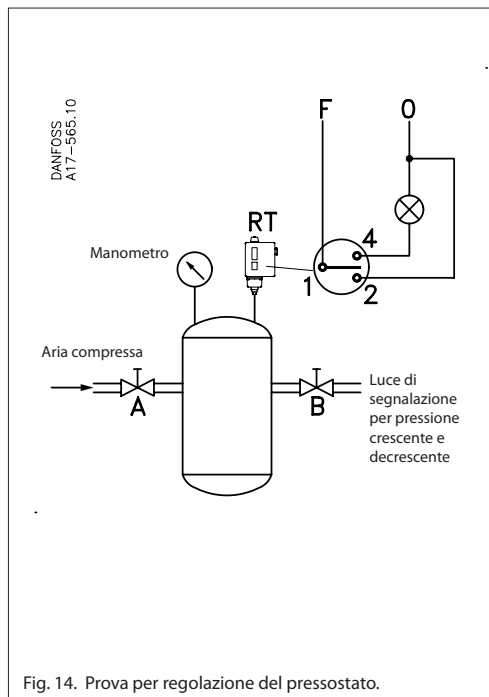 DANFOSS
A17-565.10
F
O
RT
4
1
2
Manometro
Aria compressa
A
B
Luce di
segnalazione
per pressione
crescente e
decrescente
Fig. 14. Prova per regolazione del pressostato.